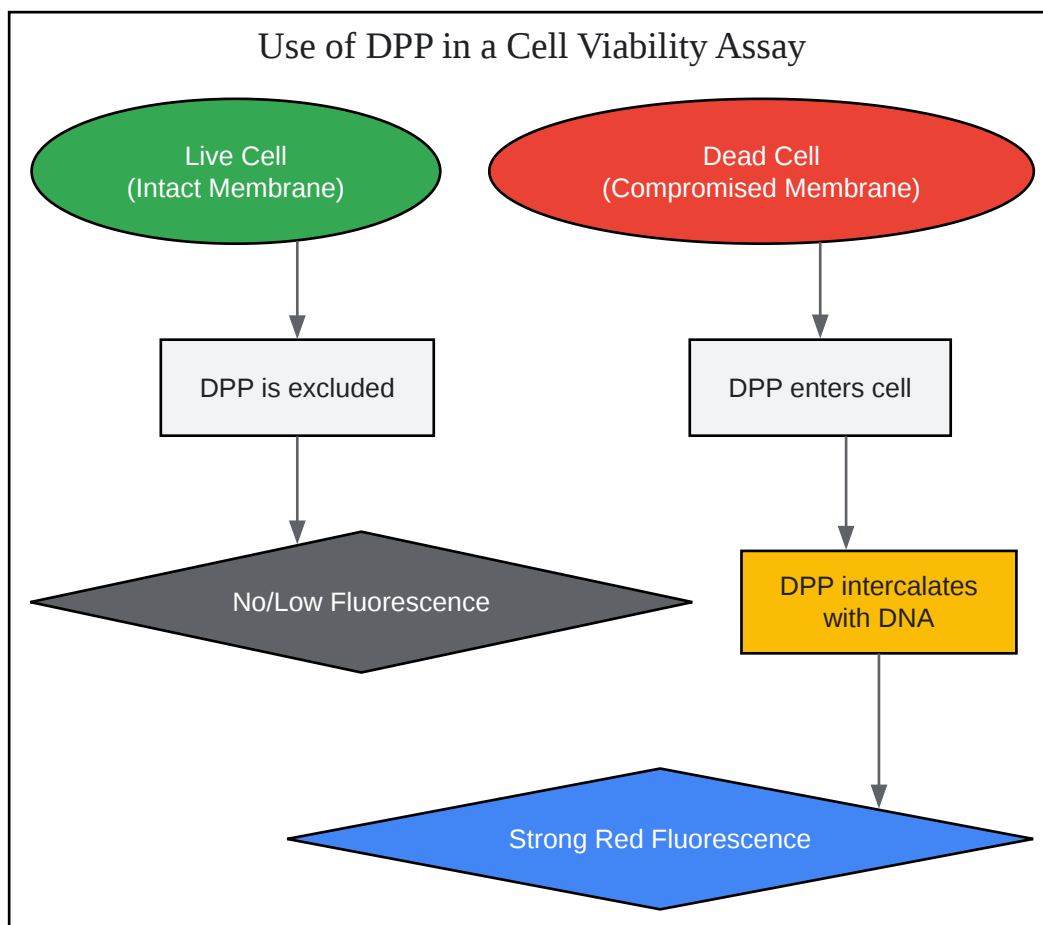 Use of DPP in a Cell Viability Assay
Live Cell
(Intact Membrane)
Dead Cell
(Compromised Membrane)
DPP is excluded
DPP enters cell
No/Low Fluorescence
DPP intercalates
with DNA
Strong Red Fluorescence